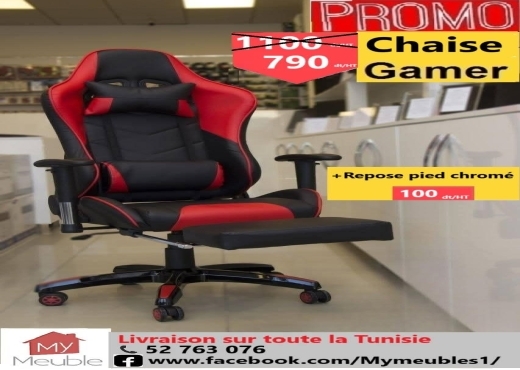 PROMO
1100
790 dt/HT
Chaise
Gamer
+Repose pied chromé
100 dt/HT
My
Meuble
Livraison sur toute la Tunisie
52 763 076
www.facebook.com/Mymeubles1/